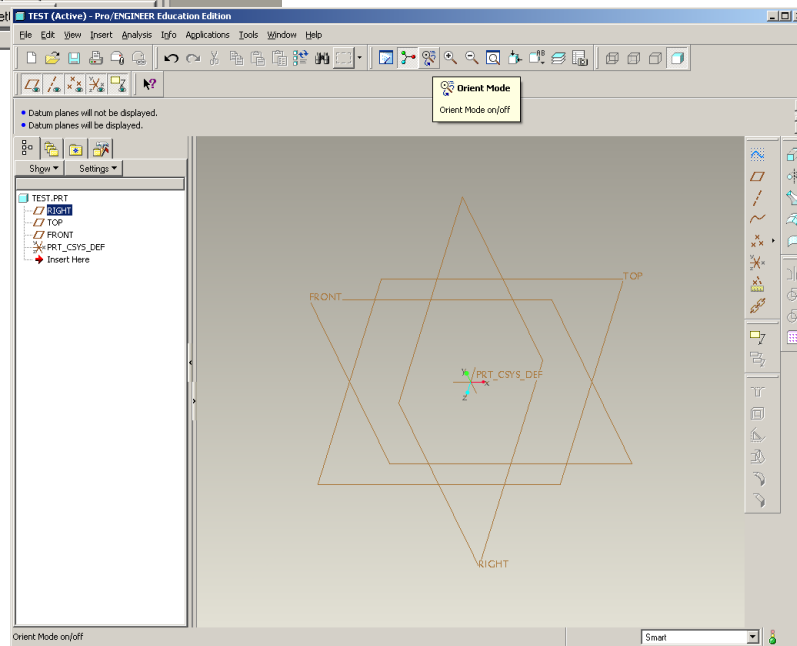 TEST (Active) - Pro/ENGINEER Education Edition
File Edit View Insert Analysis Info Applications Tools Window Help
Orient Mode
Orient Mode on/off
• Datum planes will not be displayed.
• Datum planes will be displayed.
Show Settings
TEST.PRT
RIGHT
TOP
FRONT
PRT_CSYS_DEF
Insert Here
TOP
FRONT
y PRT_CSYS_DEF
x
z
RIGHT
Orient Mode on/off
Smart